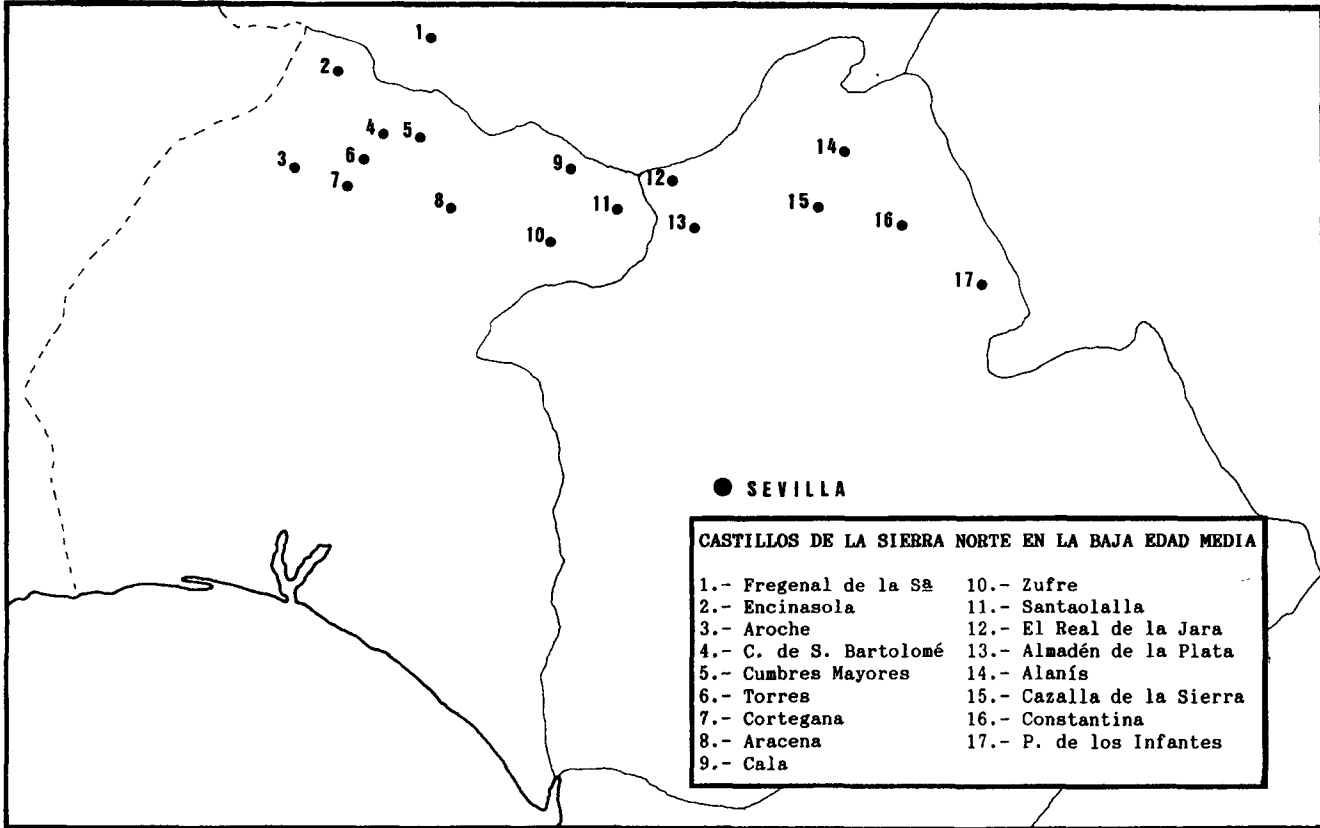 1
2
4
5
3
6
7
8
9
10
11
12
13
14
15
16
17
SEVILLA
CASTILLOS DE LA SIERRA NORTE EN LA BAJA EDAD MEDIA
1.- Fregenal de la Sª
2.- Encinasola
3.- Aroche
4.- C. de S. Bartolomé
5.- Cumbres Mayores
6.- Torres
7.- Cortegana
8.- Aracena
9.- Cala
10.- Zufre
11.- Santaolalla
12.- El Real de la Jara
13.- Almadén de la Plata
14.- Alanís
15.- Cazalla de la Sierra
16.- Constantina
17.- P. de los Infantes